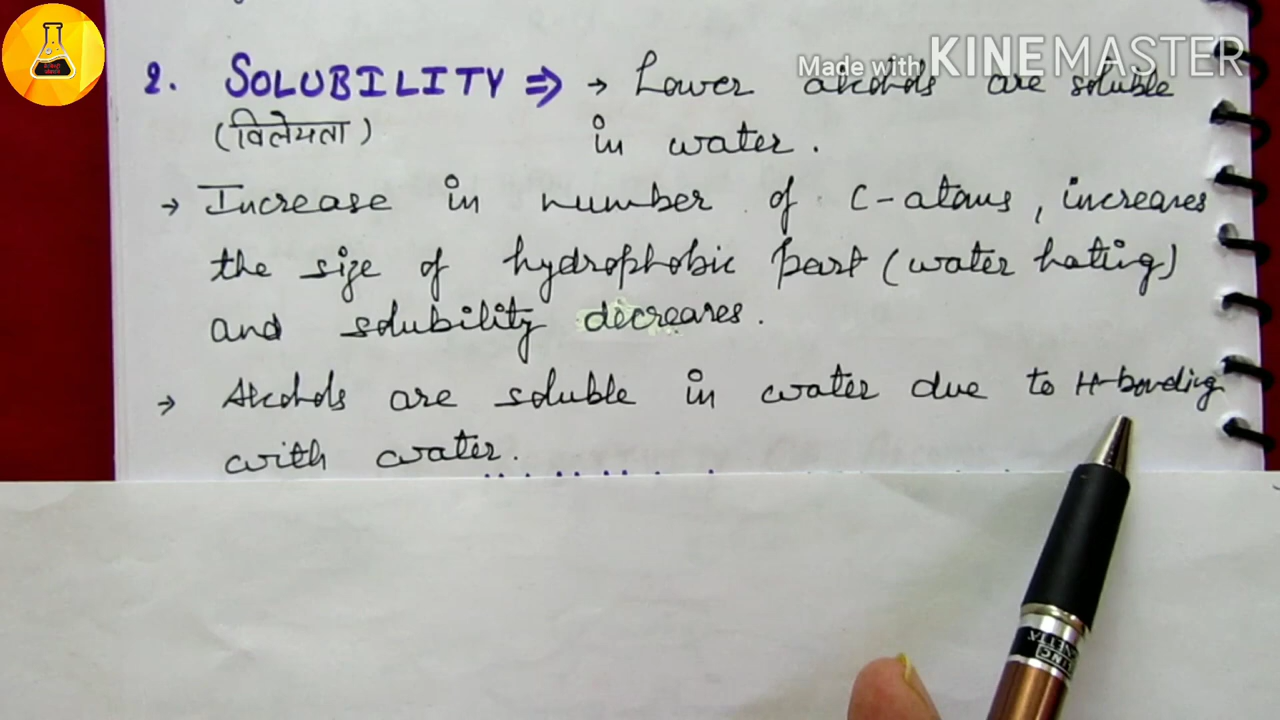 Made with KINEMASTER
2. SOLUBILITY ⇒ → Lower alcohols are soluble
(विलेयता) in water.
→ Increase in number of C-atoms, increases
the size of hydrophobic part (water hating)
and solubility decreases.
→ Alcohols are soluble in water due to H-bonding
with water.